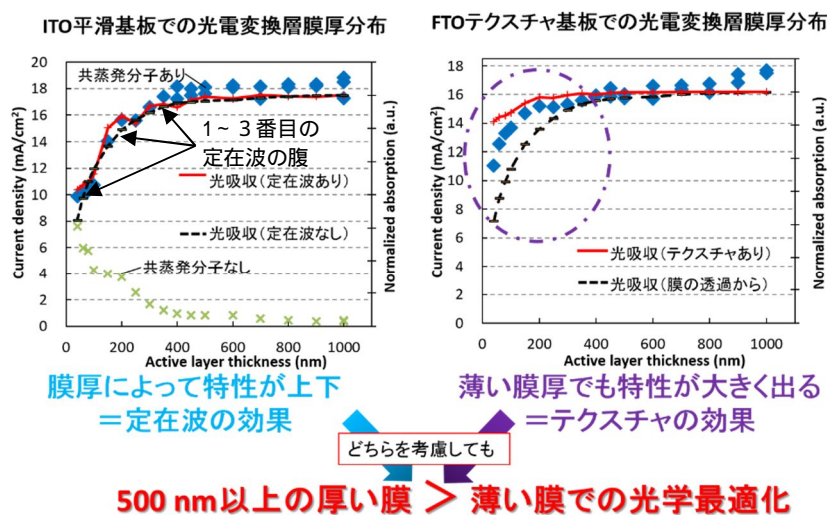 ITO平滑基板での光電変換層膜厚分布
20
18
16
14
12
10
8
6
4
2
0
0
200
400
600
800
1000
Current density (mA/cm²)
Normalized absorption (a.u.)
Active layer thickness (nm)
共蒸発分子あり
1~3番目の
定在波の腹
光吸収(定在波あり)
光吸収(定在波なし)
共蒸発分子なし
FTOテクスチャ基板での光電変換層膜厚分布
18
16
14
12
10
8
6
4
2
0
0
200
400
600
800
1000
Current density (mA/cm²)
Normalized absorption (a.u.)
Active layer thickness (nm)
光吸収(テクスチャあり)
光吸収(膜の透過から)
膜厚によって特性が上下
=定在波の効果
薄い膜厚でも特性が大きく出る
=テクスチャの効果
どちらを考慮しても
500 nm以上の厚い膜 > 薄い膜での光学最適化